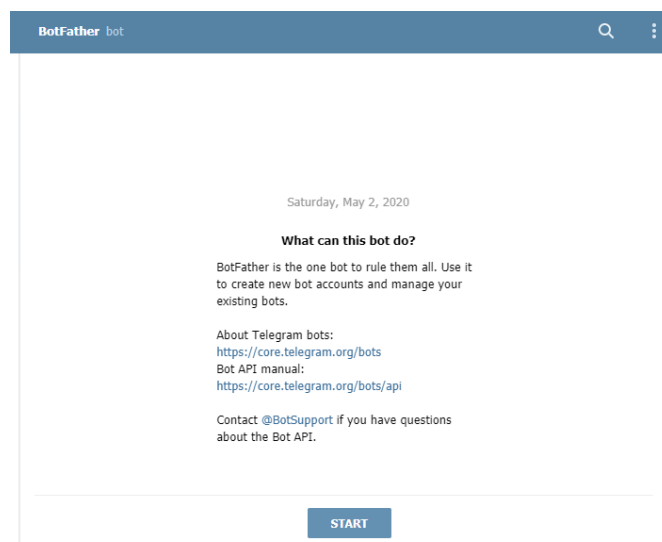 BotFather bot
Saturday, May 2, 2020
What can this bot do?
BotFather is the one bot to rule them all. Use it
to create new bot accounts and manage your
existing bots.
About Telegram bots:
https://core.telegram.org/bots
Bot API manual:
https://core.telegram.org/bots/api
Contact @BotSupport if you have questions
about the Bot API.
START